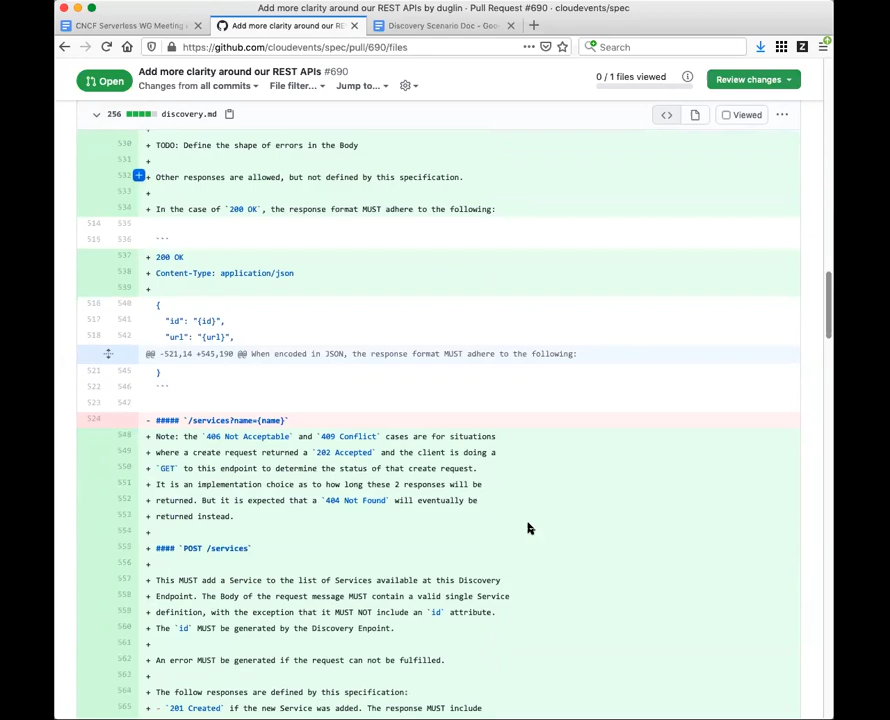 Add more clarity around our REST APIs by duglin · Pull Request #690 · cloudevents/spec
CNCF Serverless WG Meeting
Add more clarity around our RES
Discovery Scenario Doc - Goo
https://github.com/cloudevents/spec/pull/690/files
Search
Open
Add more clarity around our REST APIs #690
Changes from all commits
File filter...
Jump to...
0 / 1 files viewed
Review changes
256
discovery.md
Viewed
+
530 + TODO: Define the shape of errors in the Body
531 +
532 + Other responses are allowed, but not defined by this specification.
533 +
534 + In the case of `200 OK`, the response format MUST adhere to the following:
514 535
515 536 ```
537 + 200 OK
538 + Content-Type: application/json
539 +
516 540 {
517 541 "id": "{id}",
518 542 "url": "{url}",
@@ -521,14 +545,190 @@ When encoded in JSON, the response format MUST adhere to the following:
521 545 }
522 546 ```
523 547
524 - ##### `/services?name={name}`
548 + Note: the `406 Not Acceptable` and `409 Conflict` cases are for situations
549 + where a create request returned a `202 Accepted` and the client is doing a
550 + `GET` to this endpoint to determine the status of that create request.
551 + It is an implementation choice as to how long these 2 responses will be
552 + returned. But it is expected that a `404 Not Found` will eventually be
553 + returned instead.
554 +
555 + #### `POST /services`
556 +
557 + This MUST add a Service to the list of Services available at this Discovery
558 + Endpoint. The Body of the request message MUST contain a valid single Service
559 + definition, with the exception that it MUST NOT include an `id` attribute.
560 + The `id` MUST be generated by the Discovery Enpoint.
561 +
562 + An error MUST be generated if the request can not be fulfilled.
563 +
564 + The follow responses are defined by this specification:
565 + - `201 Created` if the new Service was added. The response MUST include